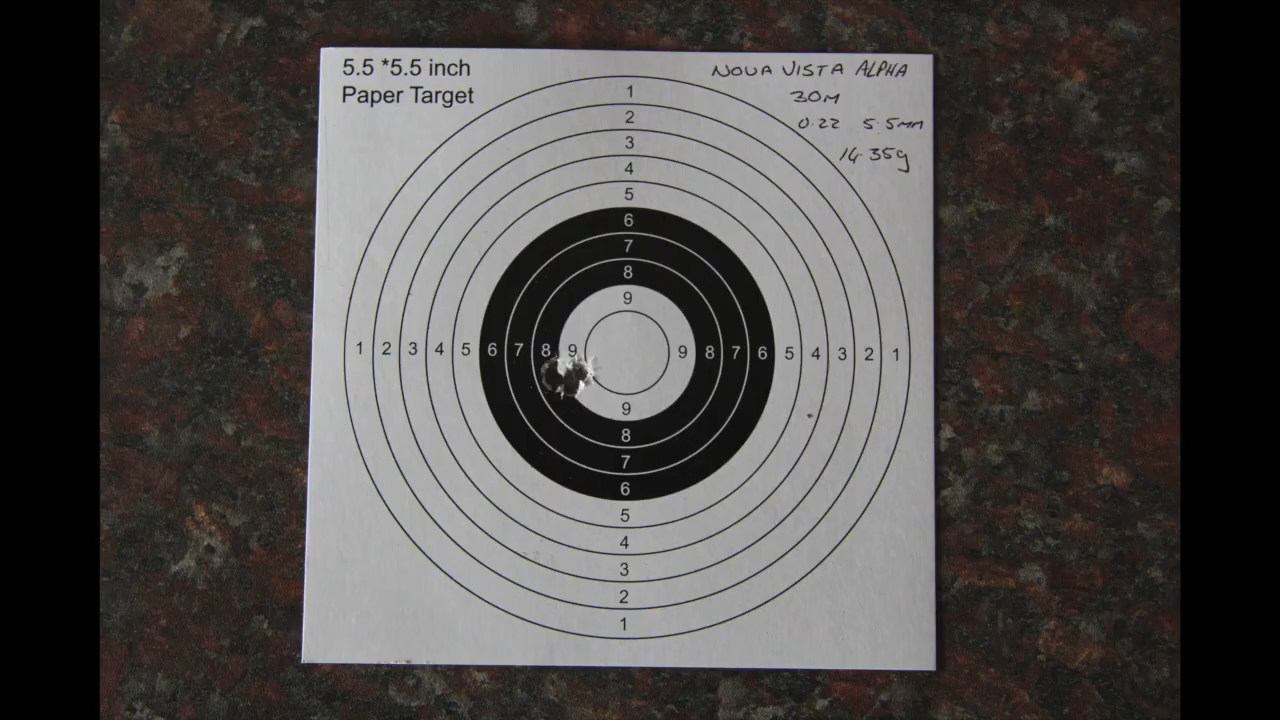 5.5 *5.5 inch
Paper Target
NOVA VISTA ALPHA
30M
0.22 5.5mm
14.35g
1
2
3
4
5
6
7
8
9
1 2 3 4 5 6 7 8 9 9 8 7 6 5 4 3 2 1
9
8
7
6
5
4
3
2
1